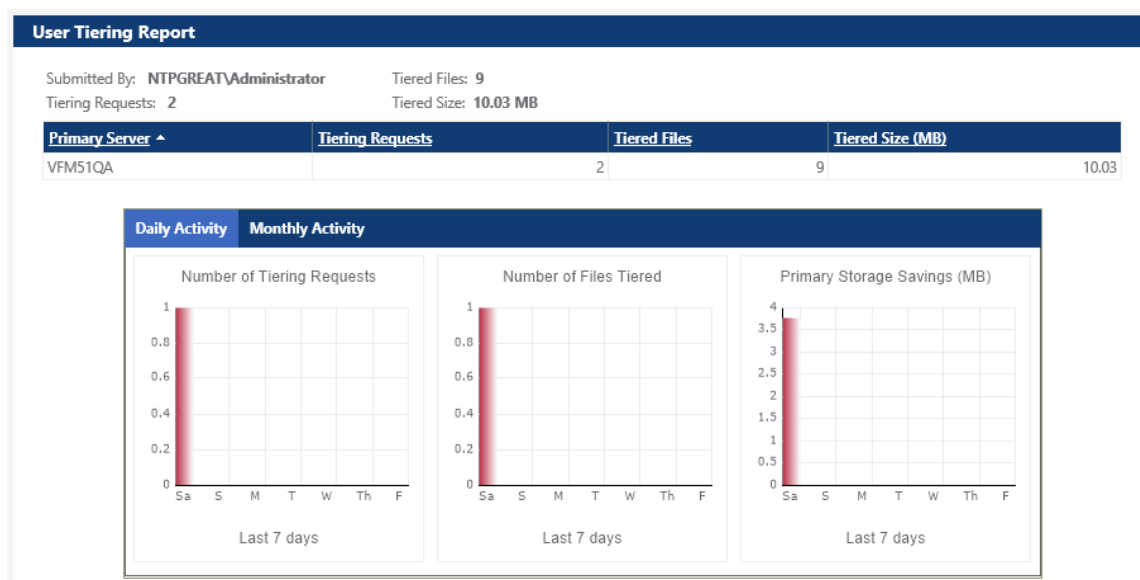 User Tiering Report
Submitted By: NTPGREAT\Administrator Tiered Files: 9
Tiering Requests: 2 Tiered Size: 10.03 MB
Primary Server Tiering Requests Tiered Files Tiered Size (MB)
VFM51QA 2 9 10.03
Daily Activity Monthly Activity
Number of Tiering Requests
1
0.8
0.6
0.4
0.2
0
Sa S M T W Th F
Last 7 days
Number of Files Tiered
1
0.8
0.6
0.4
0.2
0
Sa S M T W Th F
Last 7 days
Primary Storage Savings (MB)
4
3.5
3
2.5
2
1.5
1
0.5
0
Sa S M T W Th F
Last 7 days